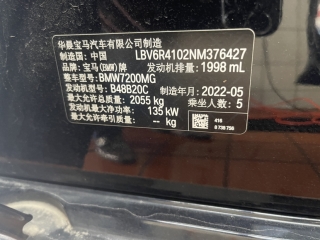 华晨宝马汽车有限公司制造
制造国：中国 LBV6R4102NM376427
品牌：宝马(BMW)牌 发动机排量：1998 mL
整车型号：BMW7200MG
发动机型号：B48B20C 制造年月：2022-05
最大允许总质量：2055 kg 乘坐人数：5
发动机最大净功率：135 kW
最大允许牵引质量：-- kg
416